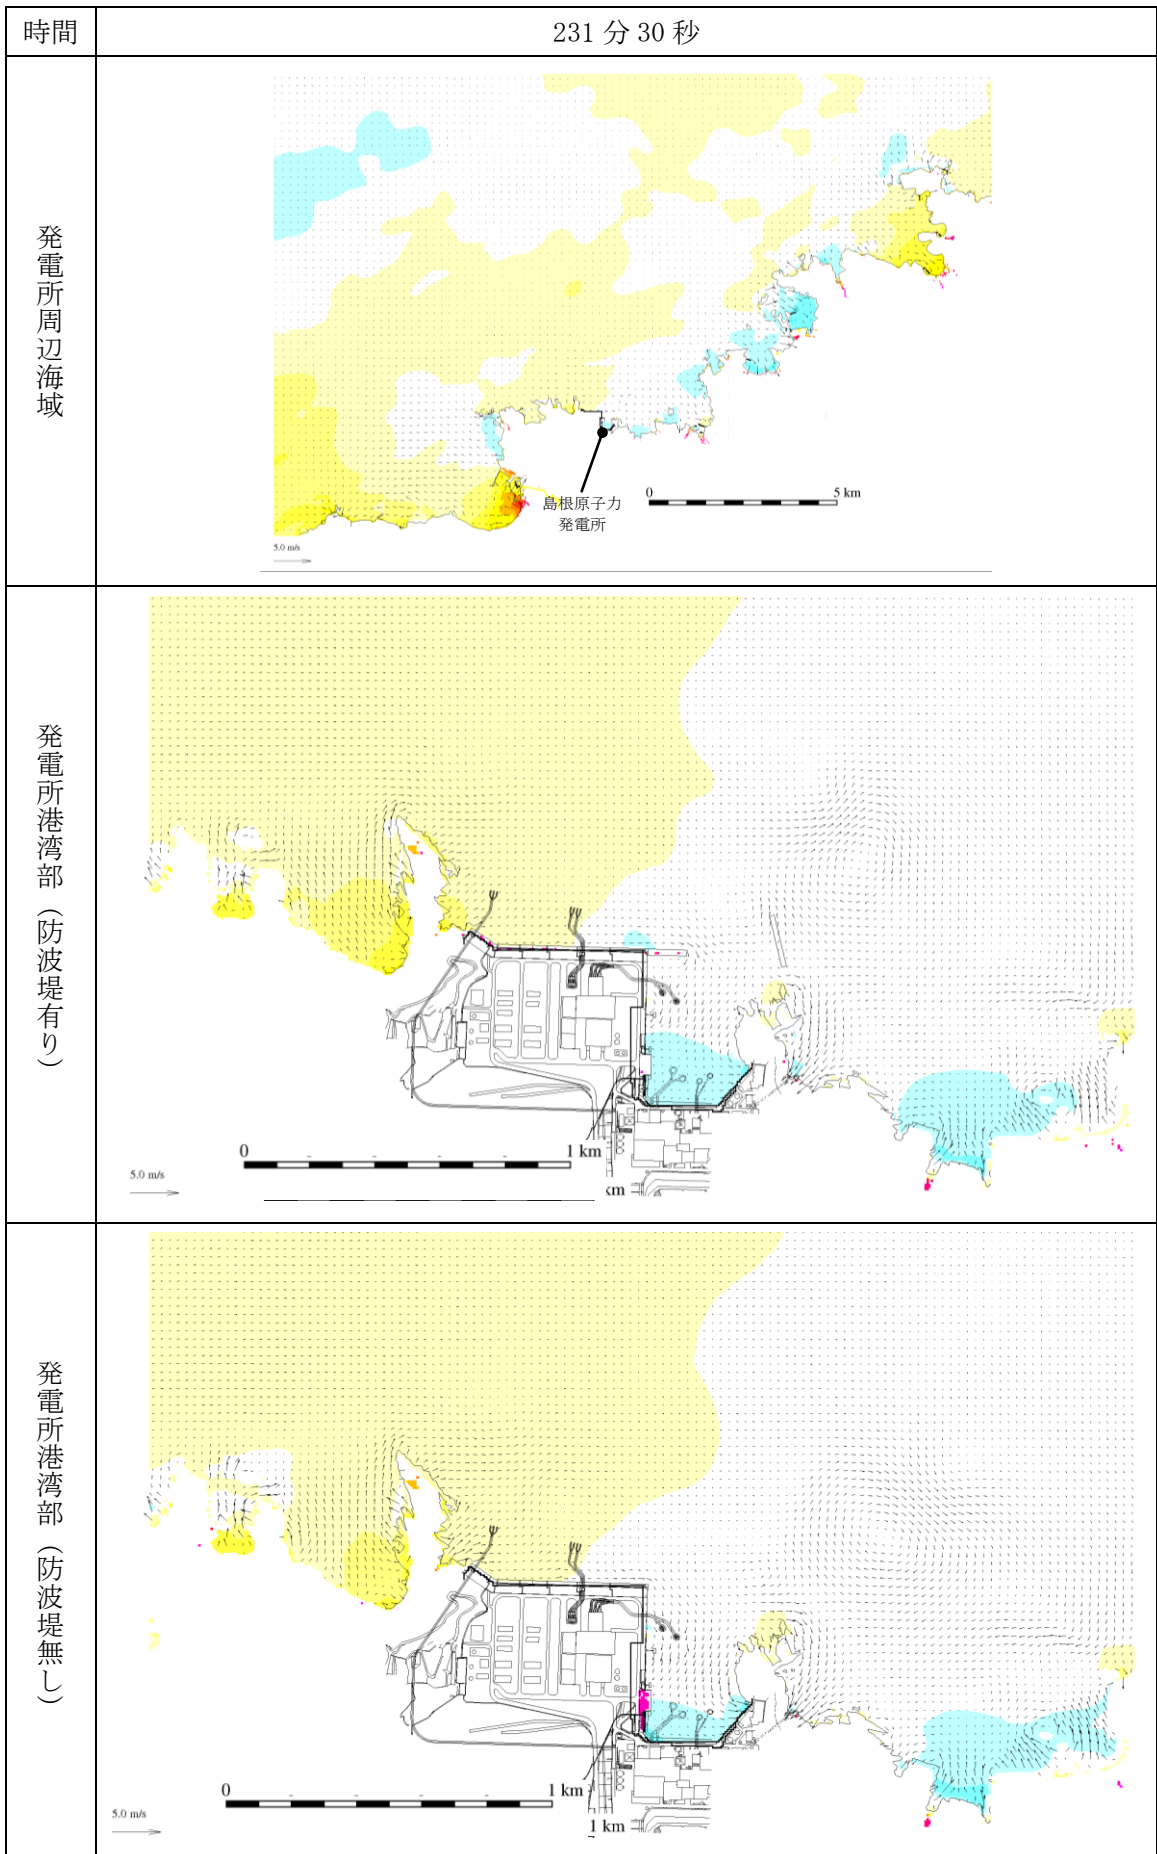 時間
231 分 30 秒
発電所周辺海域
島根原子力
発電所
0
5 km
5.0 m/s
発電所港湾部（防波堤有り）
0
1 km
km
5.0 m/s
発電所港湾部（防波堤無し）
0
1 km
1 km
5.0 m/s